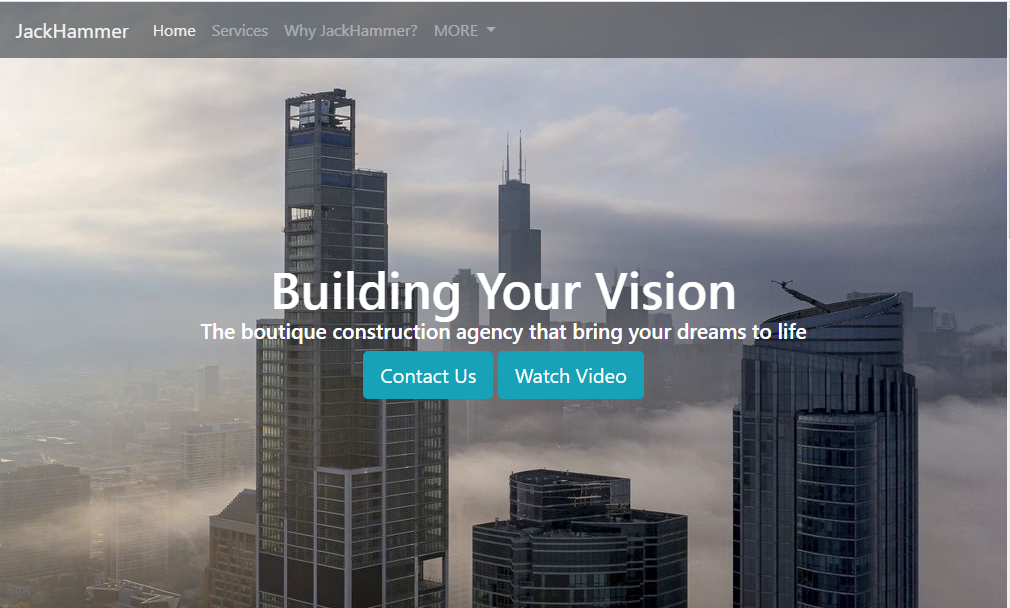 JackHammer Home Services Why JackHammer? MORE
Building Your Vision
The boutique construction agency that bring your dreams to life
Contact Us Watch Video